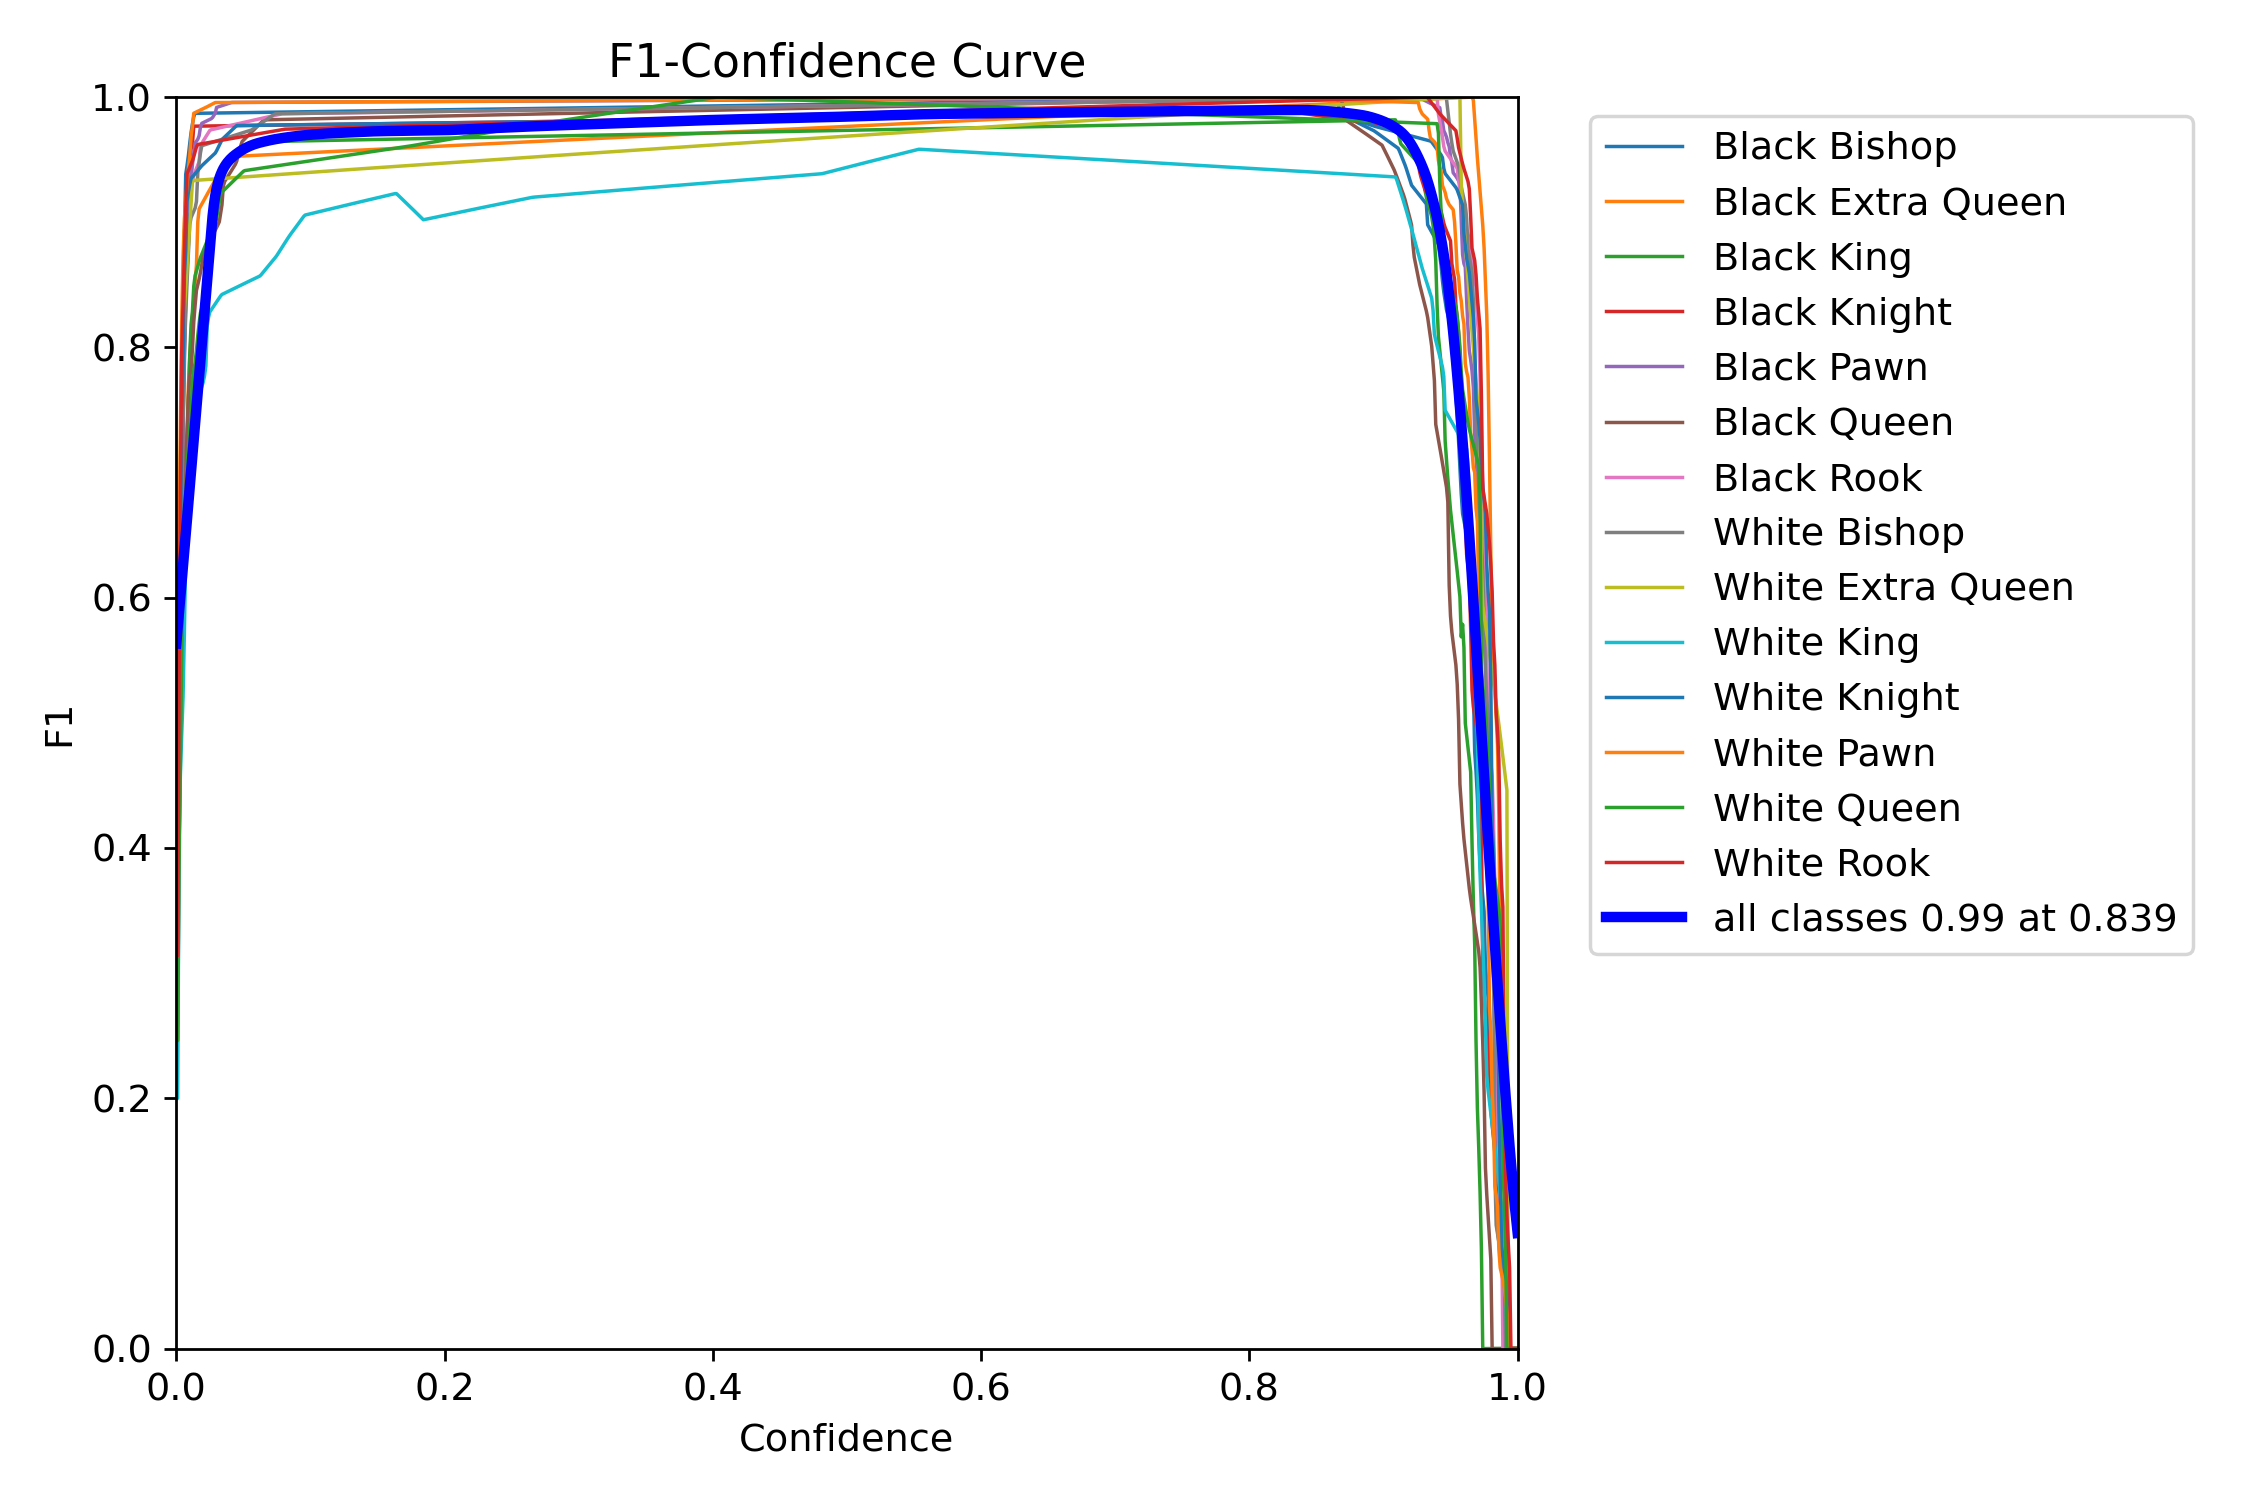 F1-Confidence Curve
1.0
0.8
0.6
0.4
0.2
0.0
F1
0.0 0.2 0.4 0.6 0.8 1.0
Confidence
Black Bishop
Black Extra Queen
Black King
Black Knight
Black Pawn
Black Queen
Black Rook
White Bishop
White Extra Queen
White King
White Knight
White Pawn
White Queen
White Rook
all classes 0.99 at 0.839